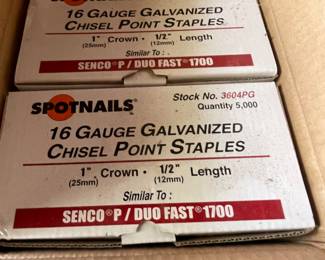 16 GAUGE GALVANIZED
CHISEL POINT STAPLES
1" Crown · 1/2" Length
(25mm) (12mm)
Similar To :
SENCO® P / DUO FAST® 1700
SPOTNAILS® Stock No. 3604PG
Quantity 5,000
16 GAUGE GALVANIZED
CHISEL POINT STAPLES
1" Crown · 1/2" Length
(25mm) (12mm)
Similar To :
SENCO® P / DUO FAST® 1700